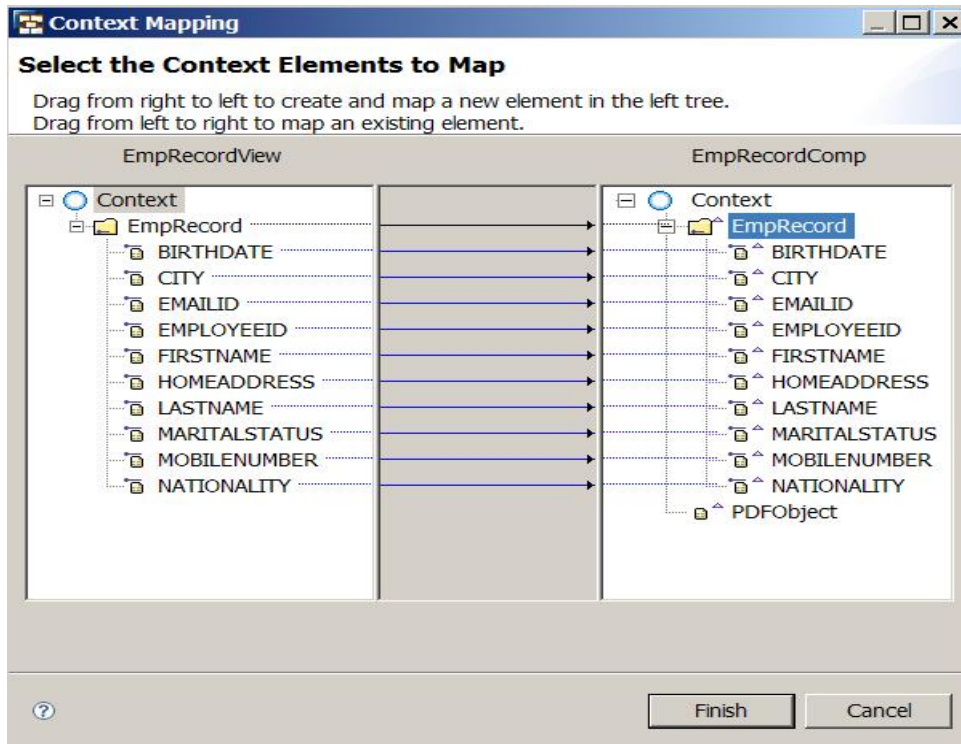 Context Mapping
Select the Context Elements to Map
Drag from right to left to create and map a new element in the left tree.
Drag from left to right to map an existing element.
EmpRecordView
EmpRecordComp
Context
EmpRecord
BIRTHDATE
CITY
EMAILID
EMPLOYEEID
FIRSTNAME
HOMEADDRESS
LASTNAME
MARITALSTATUS
MOBILENUMBER
NATIONALITY
Context
EmpRecord
BIRTHDATE
CITY
EMAILID
EMPLOYEEID
FIRSTNAME
HOMEADDRESS
LASTNAME
MARITALSTATUS
MOBILENUMBER
NATIONALITY
PDFObject
Finish
Cancel